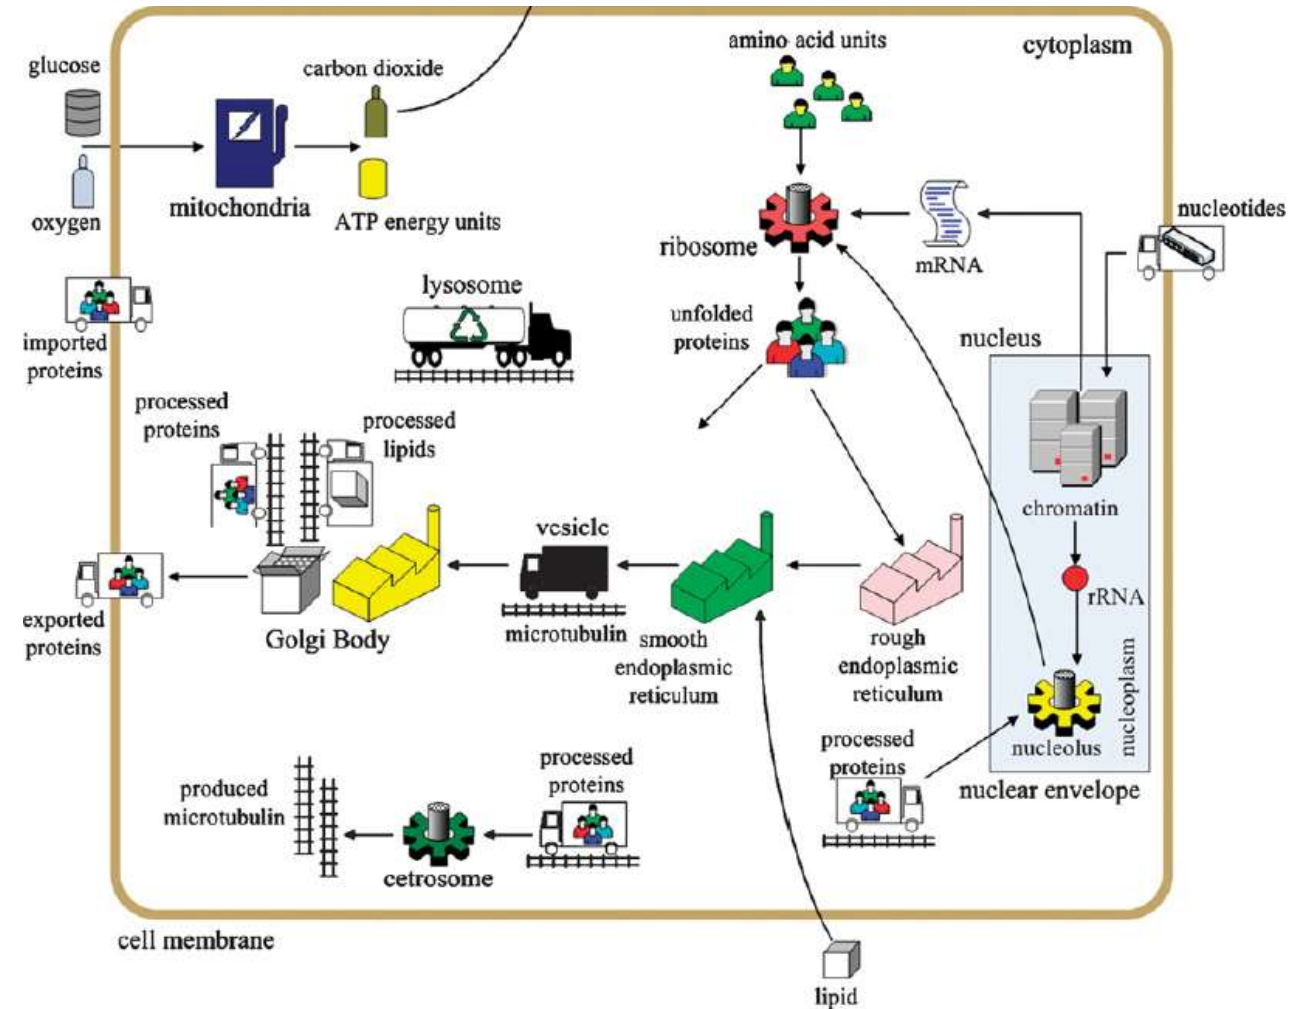 amino acid units
cytoplasm
glucose
carbon dioxide
oxygen
mitochondria
ATP energy units
ribosome
mRNA
nucleotides
lysosome
unfolded
proteins
nucleus
imported
proteins
processed
proteins
processed
lipids
chromatin
vesicle
rRNA
exported
proteins
Golgi Body
microtubulin
smooth
endoplasmic
reticulum
rough
endoplasmic
reticulum
nucleoplasm
nucleolus
nuclear envelope
processed
proteins
processed
proteins
produced
microtubulin
cetrosome
cell membrane
lipid